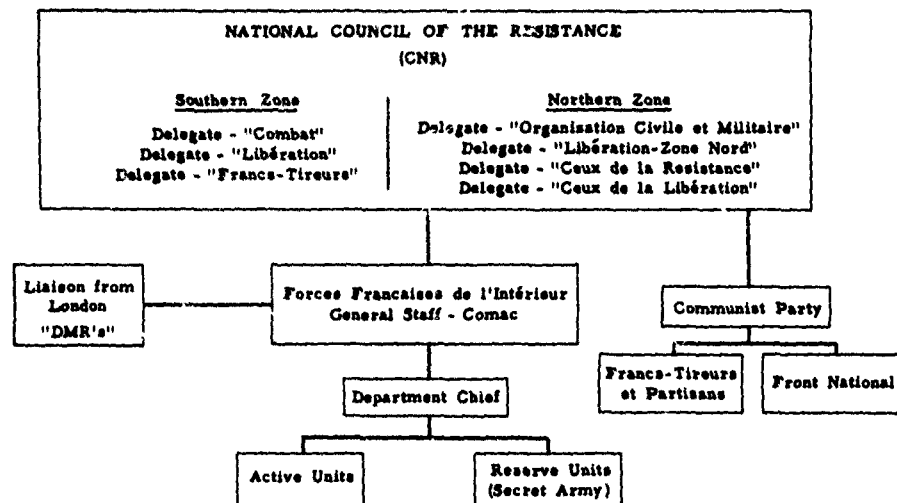 NATIONAL COUNCIL OF THE RESISTANCE
(CNR)
Southern Zone
Delegate - "Combat"
Delegate - "Libération"
Delegate - "Francs-Tireurs"
Northern Zone
Delegate - "Organisation Civile et Militaire"
Delegate - "Libération-Zone Nord"
Delegate - "Ceux de la Resistance"
Delegate - "Ceux de la Libération"
Liaison from
London
"DMR's"
Forces Francaises de l'Intérieur
General Staff - Comac
Communist Party
Francs-Tireurs
et Partisans
Front National
Department Chief
Active Units
Reserve Units
(Secret Army)